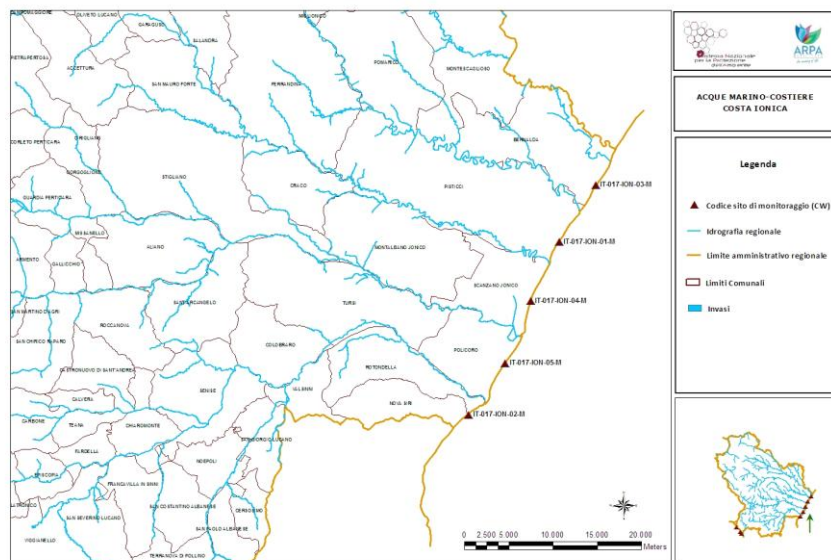 OLIVETO LUCANO
GARAGUSO
SALANDRA
MIGLIONICO
ACCETTURA
SAN MAURO FORTE
FERRANDINA
POMARICO
MONTESCAGLIOSO
BERNALDA
CORLETO PERTICARA
CIRIGLIANO
GORGOGLIONE
STIGLIANO
CRACO
PISTICCI
GUARDIA PERTICARA
MISSANELLO
ALIANO
GALLICCHIO
ARMENTO
MONTALBANO JONICO
SCANZANO JONICO
SAN MARTINO D'AGRI
ROCCANOVA
SANT'ARCANGELO
TURSI
SAN CHIRICO RAPARO
COLOBRARO
POLICORO
ROTONDELLA
CASTRONUOVO DI SANT'ANDREA
CALVERA
SENISE
VALSINNI
NOVA SIRI
CARBONE
TEANA
CHIAROMONTE
FARDELLA
SAN GIORGIO LUCANO
EPISCOPIA
NOEPOLI
FRANCAVILLA IN SINNI
SAN COSTANTINO ALBANESE
CERSOSIMO
SAN SEVERINO LUCANO
SAN PAOLO ALBANESE
VIGGIANELLO
TERRANOVA DI POLLINO
IT-017-ION-03-M
IT-017-ION-01-M
IT-017-ION-04-M
IT-017-ION-05-M
IT-017-ION-02-M
0 2.500 5.000 10.000 15.000 20.000
Meters
ARPA
ACQUE MARINO-COSTIERE
COSTA IONICA
Legenda
Codice sito di monitoraggio (CW)
Idrografia regionale
Limite amministrativo regionale
Limiti Comunali
Invasi